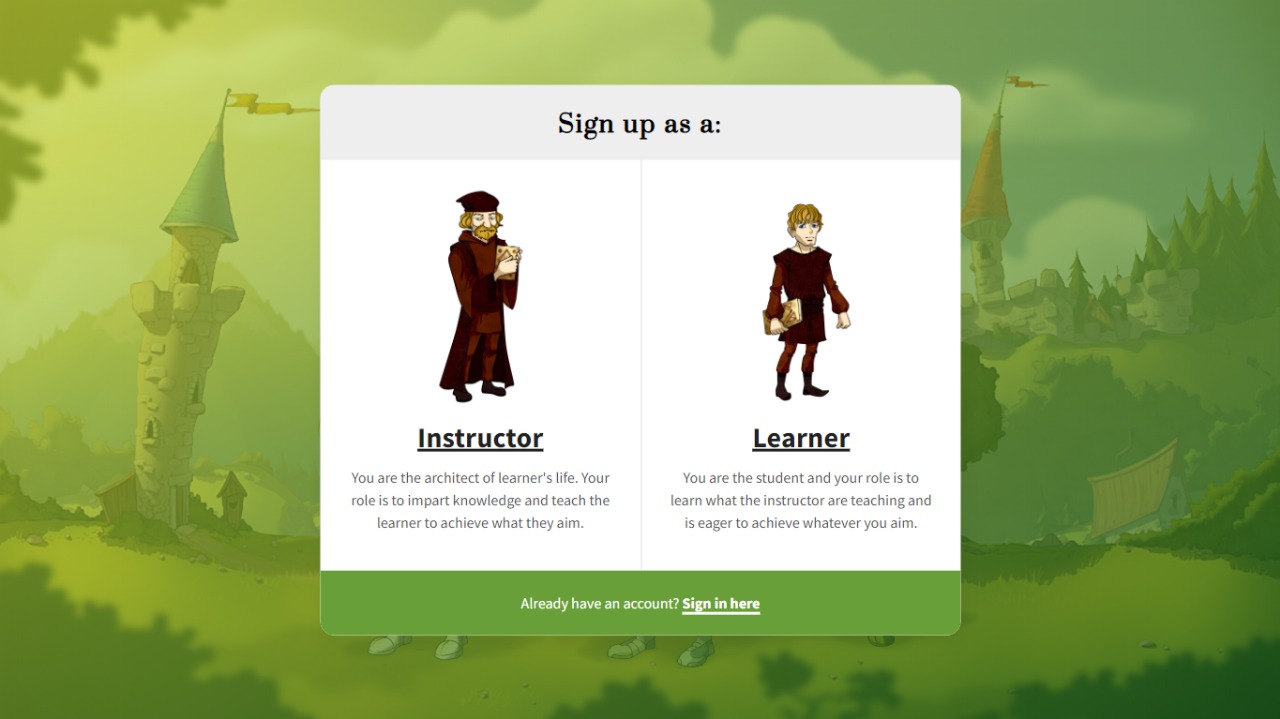 Sign up as a:
Instructor
You are the architect of learner's life. Your
role is to impart knowledge and teach the
learner to achieve what they aim.
Learner
You are the student and your role is to
learn what the instructor are teaching and
is eager to achieve whatever you aim.
Already have an account? Sign in here